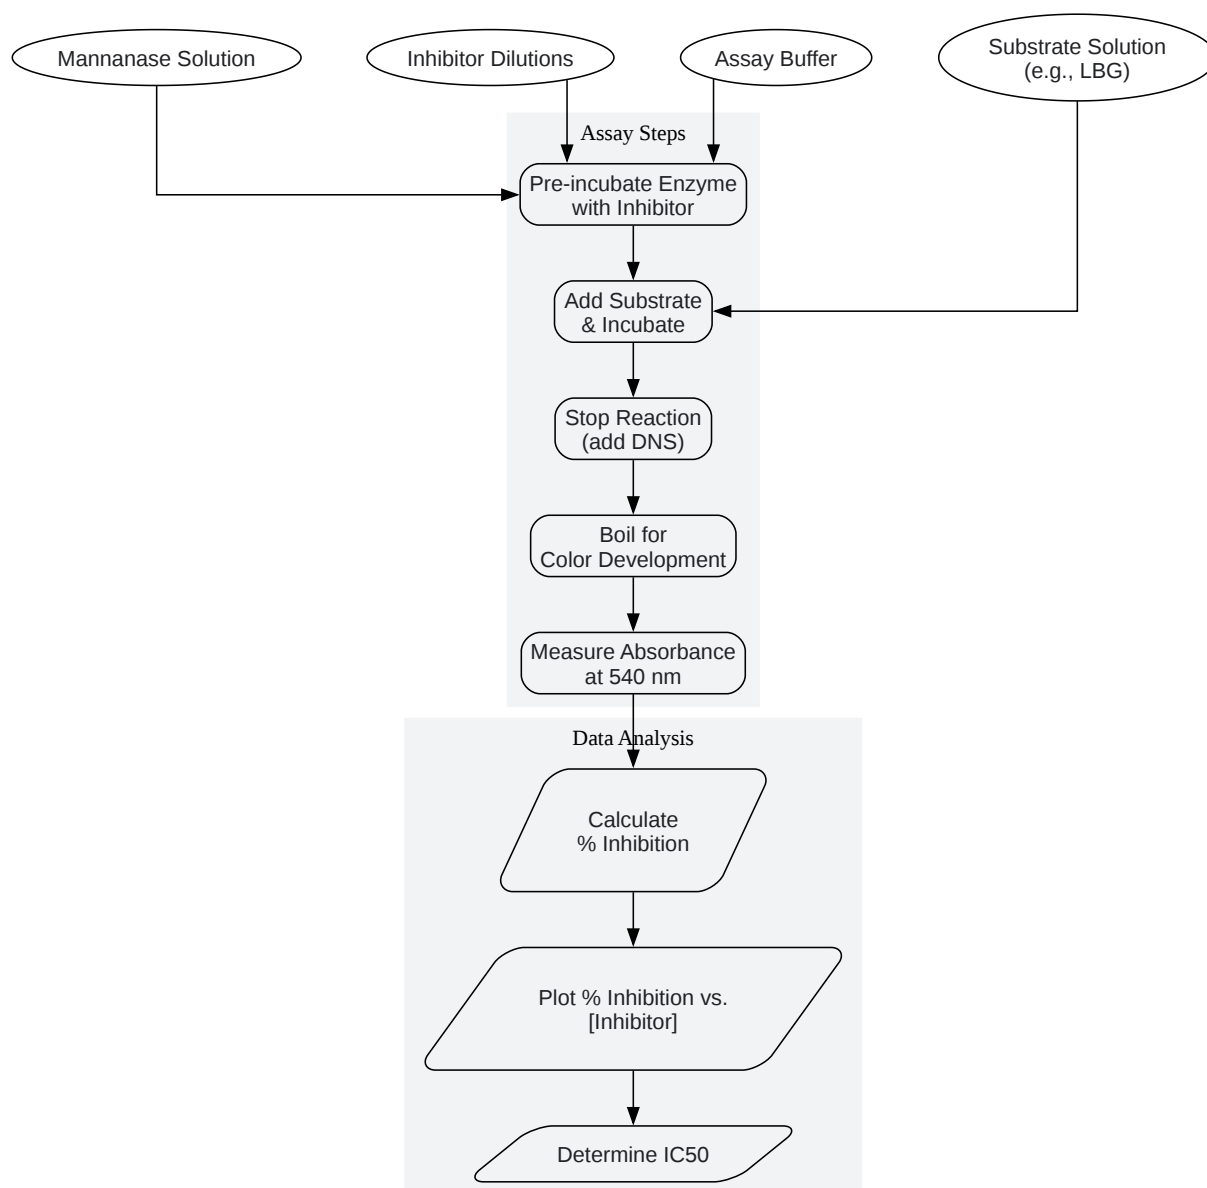 Mannanase Solution
Inhibitor Dilutions
Assay Buffer
Substrate Solution
(e.g., LBG)
Assay Steps
Pre-incubate Enzyme
with Inhibitor
Add Substrate
& Incubate
Stop Reaction
(add DNS)
Boil for
Color Development
Measure Absorbance
at 540 nm
Data Analysis
Calculate
% Inhibition
Plot % Inhibition vs.
[Inhibitor]
Determine IC50